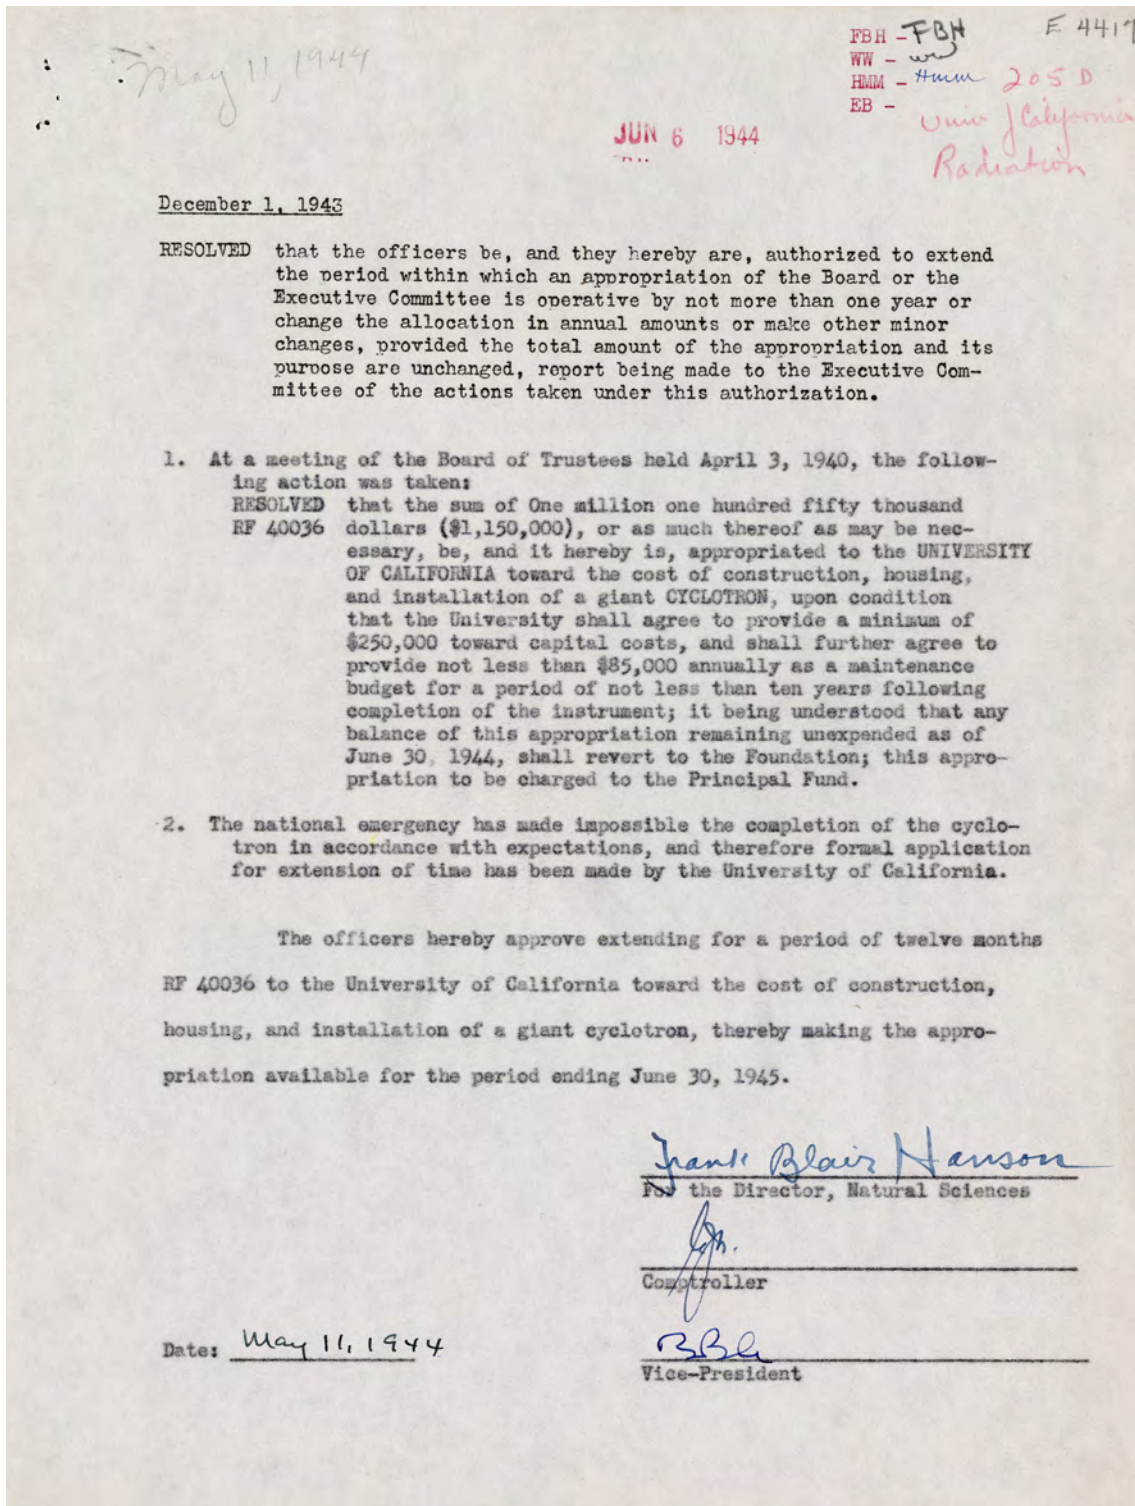 May 11, 1944
FBH - FBH
E 4417
WW - ww
HMM - Hmm
205 D
EB -
Univ of California
Radiation
JUN 6 1944
December 1, 1943
RESOLVED that the officers be, and they hereby are, authorized to extend
the period within which an appropriation of the Board or the
Executive Committee is operative by not more than one year or
change the allocation in annual amounts or make other minor
changes, provided the total amount of the appropriation and its
purpose are unchanged, report being made to the Executive Com-
mittee of the actions taken under this authorization.
1. At a meeting of the Board of Trustees held April 3, 1940, the follow-
ing action was taken:
RESOLVED that the sum of One million one hundred fifty thousand
RF 40036 dollars ($1,150,000), or as much thereof as may be nec-
essary, be, and it hereby is, appropriated to the UNIVERSITY
OF CALIFORNIA toward the cost of construction, housing,
and installation of a giant CYCLOTRON, upon condition
that the University shall agree to provide a minimum of
$250,000 toward capital costs, and shall further agree to
provide not less than $85,000 annually as a maintenance
budget for a period of not less than ten years following
completion of the instrument; it being understood that any
balance of this appropriation remaining unexpended as of
June 30, 1944, shall revert to the Foundation; this appro-
priation to be charged to the Principal Fund.
2. The national emergency has made impossible the completion of the cyclo-
tron in accordance with expectations, and therefore formal application
for extension of time has been made by the University of California.
The officers hereby approve extending for a period of twelve months
RF 40036 to the University of California toward the cost of construction,
housing, and installation of a giant cyclotron, thereby making the appro-
priation available for the period ending June 30, 1945.
Frank Blair Hanson
For the Director, Natural Sciences
Comptroller
Date: May 11, 1944
Vice-President